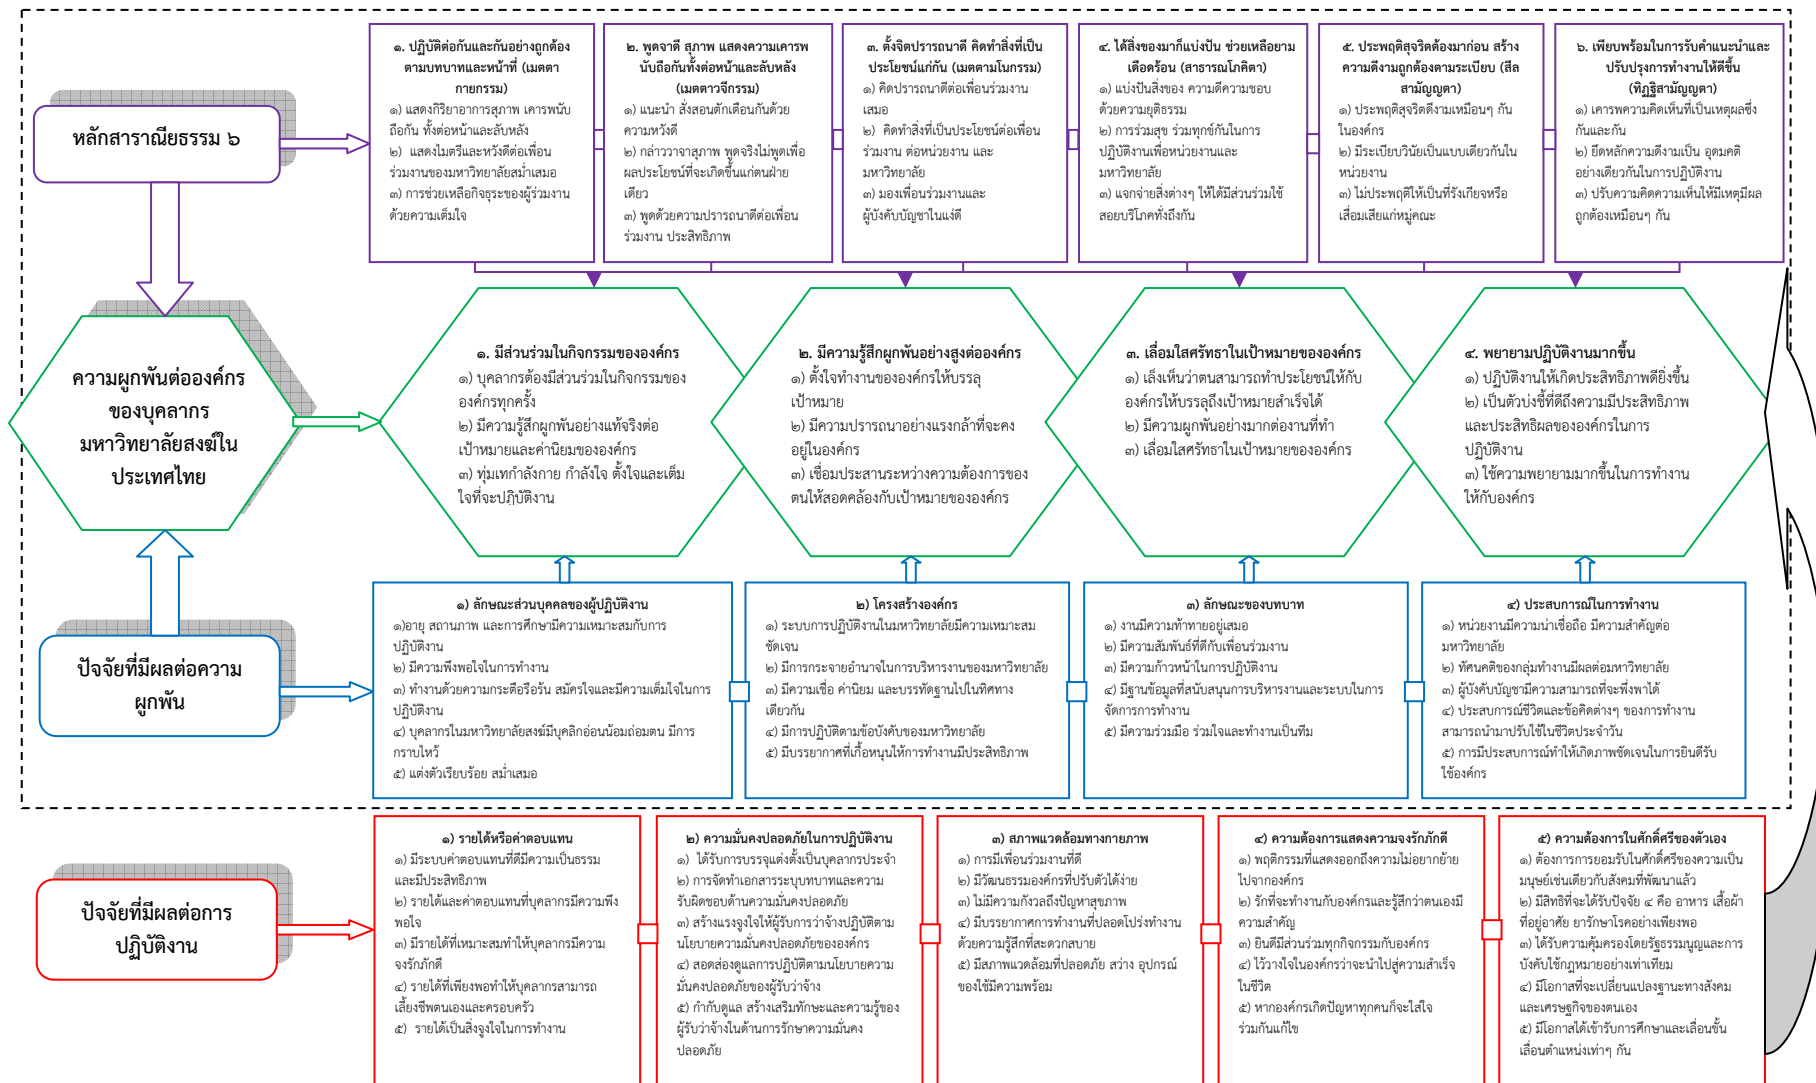 หลักสาราณียธรรม ๖
๑. ปฏิบัติต่อกันและกันอย่างถูกต้อง
ตามบทบาทและหน้าที่ (เมตตา
กายกรรม)
๑) แสดงกิริยาอาการสุภาพ เคารพนับ
ถือกัน ทั้งต่อหน้าและลับหลัง
๒) แสดงไมตรีและหวังดีต่อเพื่อน
ร่วมงานของมหาวิทยาลัยสม่ำเสมอ
๓) การช่วยเหลือกิจธุระของผู้ร่วมงาน
ด้วยความเต็มใจ
๒. พูดจาดี สุภาพ แสดงความเคารพ
นับถือกันทั้งต่อหน้าและลับหลัง
(เมตตาวจีกรรม)
๑) แนะนำ สั่งสอนตักเตือนกันด้วย
ความหวังดี
๒) กล่าววาจาสุภาพ พูดจริงไม่พูดเพื่อ
ผลประโยชน์ที่จะเกิดขึ้นแก่ตนฝ่าย
เดียว
๓) พูดด้วยความปรารถนาดีต่อเพื่อน
ร่วมงาน ประสิทธิภาพ
๓. ตั้งจิตปรารถนาดี คิดทำสิ่งที่เป็น
ประโยชน์แก่กัน (เมตตามโนกรรม)
๑) คิดปรารถนาดีต่อเพื่อนร่วมงาน
เสมอ
๒) คิดทำสิ่งที่เป็นประโยชน์ต่อเพื่อน
ร่วมงาน ต่อหน่วยงาน และ
มหาวิทยาลัย
๓) มองเพื่อนร่วมงานและ
ผู้บังคับบัญชาในแง่ดี
๔. ได้สิ่งของมาก็แบ่งปัน ช่วยเหลือยาม
เดือดร้อน (สาธารณโภคิตา)
๑) แบ่งปันสิ่งของ ความดีความชอบ
ด้วยความยุติธรรม
๒) การร่วมสุข ร่วมทุกข์กันในการ
ปฏิบัติงานเพื่อหน่วยงานและ
มหาวิทยาลัย
๓) แจกจ่ายสิ่งต่างๆ ให้ได้มีส่วนร่วมใช้
สอยบริโภคทั่วถึงกัน
๕. ประพฤติสุจริตต้องมาก่อน สร้าง
ความดีงามถูกต้องตามระเบียบ (สีล
สามัญญตา)
๑) ประพฤติสุจริตดีงามเหมือนๆ กัน
ในองค์กร
๒) มีระเบียบวินัยเป็นแบบเดียวกันใน
หน่วยงาน
๓) ไม่ประพฤติให้เป็นที่รังเกียจหรือ
เสื่อมเสียแก่หมู่คณะ
๖. เพียบพร้อมในการรับคำแนะนำและ
ปรับปรุงการทำงานให้ดีขึ้น
(ทิฏฐิสามัญญตา)
๑) เคารพความคิดเห็นที่เป็นเหตุผลซึ่ง
กันและกัน
๒) ยึดหลักความดีงามเป็น อุดมคติ
อย่างเดียวกันในการปฏิบัติงาน
๓) ปรับความคิดความเห็นให้มีเหตุมีผล
ถูกต้องเหมือนๆ กัน
ความผูกพันต่อองค์กร
ของบุคลากร
มหาวิทยาลัยสงฆ์ใน
ประเทศไทย
๑. มีส่วนร่วมในกิจกรรมขององค์กร
๑) บุคลากรต้องมีส่วนร่วมในกิจกรรมของ
องค์กรทุกครั้ง
๒) มีความรู้สึกผูกพันอย่างแท้จริงต่อ
เป้าหมายและค่านิยมขององค์กร
๓) ทุ่มเทกำลังกาย กำลังใจ ตั้งใจและเต็ม
ใจที่จะปฏิบัติงาน
๒. มีความรู้สึกผูกพันอย่างสูงต่อองค์กร
๑) ตั้งใจทำงานขององค์กรให้บรรลุ
เป้าหมาย
๒) มีความปรารถนาอย่างแรงกล้าที่จะคง
อยู่ในองค์กร
๓) เชื่อมประสานระหว่างความต้องการของ
ตนให้สอดคล้องกับเป้าหมายขององค์กร
๓. เลื่อมใสศรัทธาในเป้าหมายขององค์กร
๑) เล็งเห็นว่าตนสามารถทำประโยชน์ให้กับ
องค์กรให้บรรลุถึงเป้าหมายสำเร็จได้
๒) มีความผูกพันอย่างมากต่องานที่ทำ
๓) เลื่อมใสศรัทธาในเป้าหมายขององค์กร
๔. พยายามปฏิบัติงานมากขึ้น
๑) ปฏิบัติงานให้เกิดประสิทธิภาพดียิ่งขึ้น
๒) เป็นตัวบ่งชี้ที่ดีถึงความมีประสิทธิภาพ
และประสิทธิผลขององค์กรในการ
ปฏิบัติงาน
๓) ใช้ความพยายามมากขึ้นในการทำงาน
ให้กับองค์กร
ปัจจัยที่มีผลต่อความ
ผูกพัน
๑) ลักษณะส่วนบุคคลของผู้ปฏิบัติงาน
๑)อายุ สถานภาพ และการศึกษามีความเหมาะสมกับการ
ปฏิบัติงาน
๒) มีความพึงพอใจในการทำงาน
๓) ทำงานด้วยความกระตือรือร้น สมัครใจและมีความเต็มใจในการ
ปฏิบัติงาน
๔) บุคลากรในมหาวิทยาลัยสงฆ์มีบุคลิกอ่อนน้อมถ่อมตน มีการ
กราบไหว้
๕) แต่งตัวเรียบร้อย สม่ำเสมอ
๒) โครงสร้างองค์กร
๑) ระบบการปฏิบัติงานในมหาวิทยาลัยมีความเหมาะสม
ชัดเจน
๒) มีการกระจายอำนาจในการบริหารงานของมหาวิทยาลัย
๓) มีความเชื่อ ค่านิยม และบรรทัดฐานไปในทิศทาง
เดียวกัน
๔) มีการปฏิบัติตามข้อบังคับของมหาวิทยาลัย
๕) มีบรรยากาศที่เกื้อหนุนให้การทำงานมีประสิทธิภาพ
๓) ลักษณะของบทบาท
๑) งานมีความท้าทายอยู่เสมอ
๒) มีความสัมพันธ์ที่ดีกับเพื่อนร่วมงาน
๓) มีความก้าวหน้าในการปฏิบัติงาน
๔) มีฐานข้อมูลที่สนับสนุนการบริหารงานและระบบในการ
จัดการการทำงาน
๕) มีความร่วมมือ ร่วมใจและทำงานเป็นทีม
๔) ประสบการณ์ในการทำงาน
๑) หน่วยงานมีความน่าเชื่อถือ มีความสำคัญต่อ
มหาวิทยาลัย
๒) ทัศนคติของกลุ่มทำงานมีผลต่อมหาวิทยาลัย
๓) ผู้บังคับบัญชามีความสามารถที่จะพึ่งพาได้
๔) ประสบการณ์ชีวิตและข้อคิดต่างๆ ของการทำงาน
สามารถนำมาปรับใช้ในชีวิตประจำวัน
๕) การมีประสบการณ์ทำให้เกิดภาพชัดเจนในการยินดีรับ
ใช้องค์กร
ปัจจัยที่มีผลต่อการ
ปฏิบัติงาน
๑) รายได้หรือค่าตอบแทน
๑) มีระบบค่าตอบแทนที่ดีมีความเป็นธรรม
และมีประสิทธิภาพ
๒) รายได้และค่าตอบแทนที่บุคลากรมีความพึง
พอใจ
๓) มีรายได้ที่เหมาะสมทำให้บุคลากรมีความ
จงรักภักดี
๔) รายได้ที่เพียงพอทำให้บุคลากรสามารถ
เลี้ยงชีพตนเองและครอบครัว
๕) รายได้เป็นสิ่งจูงใจในการทำงาน
๒) ความมั่นคงปลอดภัยในการปฏิบัติงาน
๑) ได้รับการบรรจุแต่งตั้งเป็นบุคลากรประจำ
๒) การจัดทำเอกสารระบุบทบาทและความ
รับผิดชอบด้านความมั่นคงปลอดภัย
๓) สร้างแรงจูงใจให้ผู้รับการว่าจ้างปฏิบัติตาม
นโยบายความมั่นคงปลอดภัยขององค์กร
๔) สอดส่องดูแลการปฏิบัติตามนโยบายความ
มั่นคงปลอดภัยของผู้รับว่าจ้าง
๕) กำกับดูแล สร้างเสริมทักษะและความรู้ของ
ผู้รับว่าจ้างในด้านการรักษาความมั่นคง
ปลอดภัย
๓) สภาพแวดล้อมทางกายภาพ
๑) การมีเพื่อนร่วมงานที่ดี
๒) มีวัฒนธรรมองค์กรที่ปรับตัวได้ง่าย
๓) ไม่มีความกังวลถึงปัญหาสุขภาพ
๔) มีบรรยากาศการทำงานที่ปลอดโปร่งทำงาน
ด้วยความรู้สึกที่สะดวกสบาย
๕) มีสภาพแวดล้อมที่ปลอดภัย สว่าง อุปกรณ์
ของใช้มีความพร้อม
๔) ความต้องการแสดงความจงรักภักดี
๑) พฤติกรรมที่แสดงออกถึงความไม่อยากย้าย
ไปจากองค์กร
๒) รักที่จะทำงานกับองค์กรและรู้สึกว่าตนเองมี
ความสำคัญ
๓) ยินดีมีส่วนร่วมทุกกิจกรรมกับองค์กร
๔) ไว้วางใจในองค์กรว่าจะนำไปสู่ความสำเร็จ
ในชีวิต
๕) หากองค์กรเกิดปัญหาทุกคนก็จะใส่ใจ
ร่วมกันแก้ไข
๕) ความต้องการในศักดิ์ศรีของตัวเอง
๑) ต้องการการยอมรับในศักดิ์ศรีของความเป็น
มนุษย์เช่นเดียวกับสังคมที่พัฒนาแล้ว
๒) มีสิทธิที่จะได้รับปัจจัย ๔ คือ อาหาร เสื้อผ้า
ที่อยู่อาศัย ยารักษาโรคอย่างเพียงพอ
๓) ได้รับความคุ้มครองโดยรัฐธรรมนูญและการ
บังคับใช้กฎหมายอย่างเท่าเทียม
๔) มีโอกาสที่จะเปลี่ยนแปลงฐานะทางสังคม
และเศรษฐกิจของตนเอง
๕) มีโอกาสได้เข้ารับการศึกษาและเลื่อนขั้น
เลื่อนตำแหน่งเท่าๆ กัน